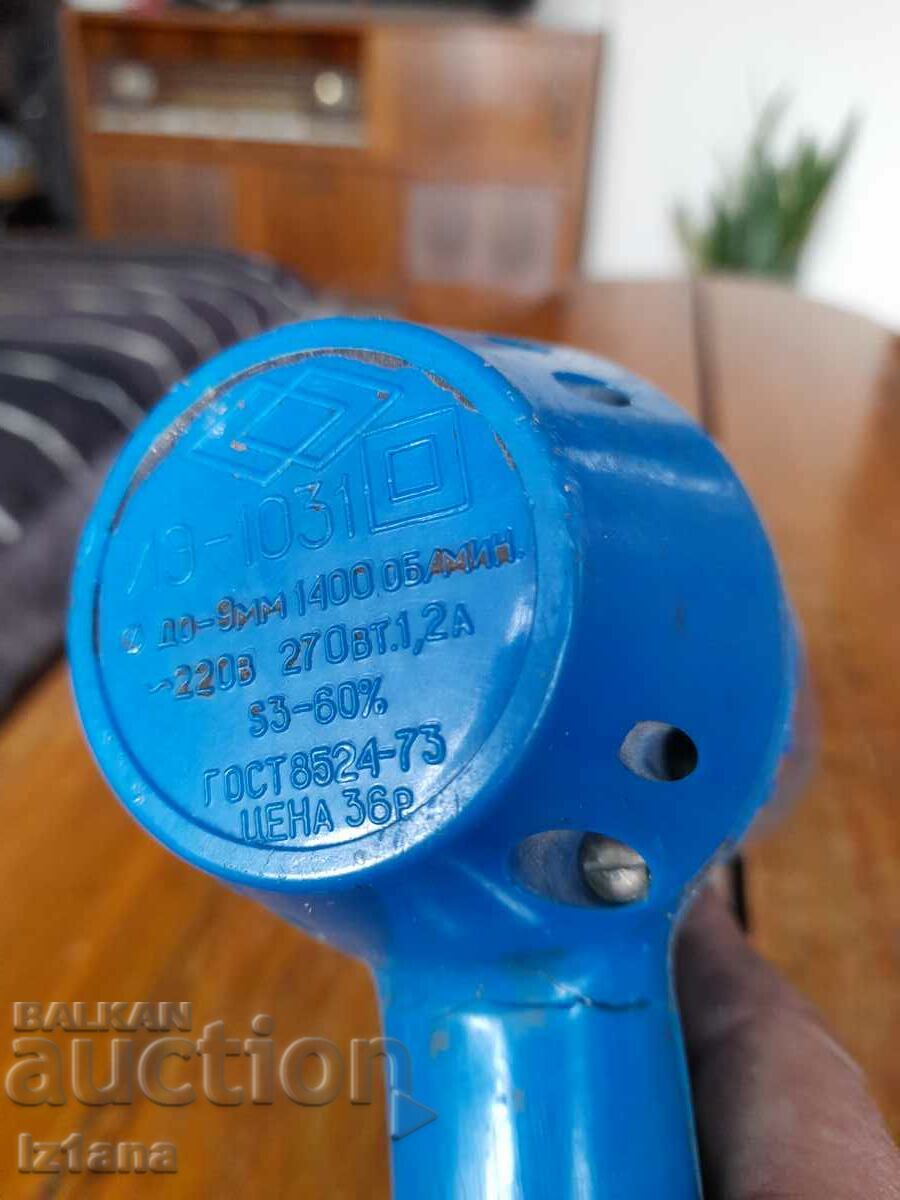 ИЭ-1031
⌀ ДО-9ММ 1400 ОБ/МИН.
~220В 270ВТ.1,2А
S3-60%
ГОСТ8524-73
ЦЕНА 36Р
BALKAN
auction
Iz1ana